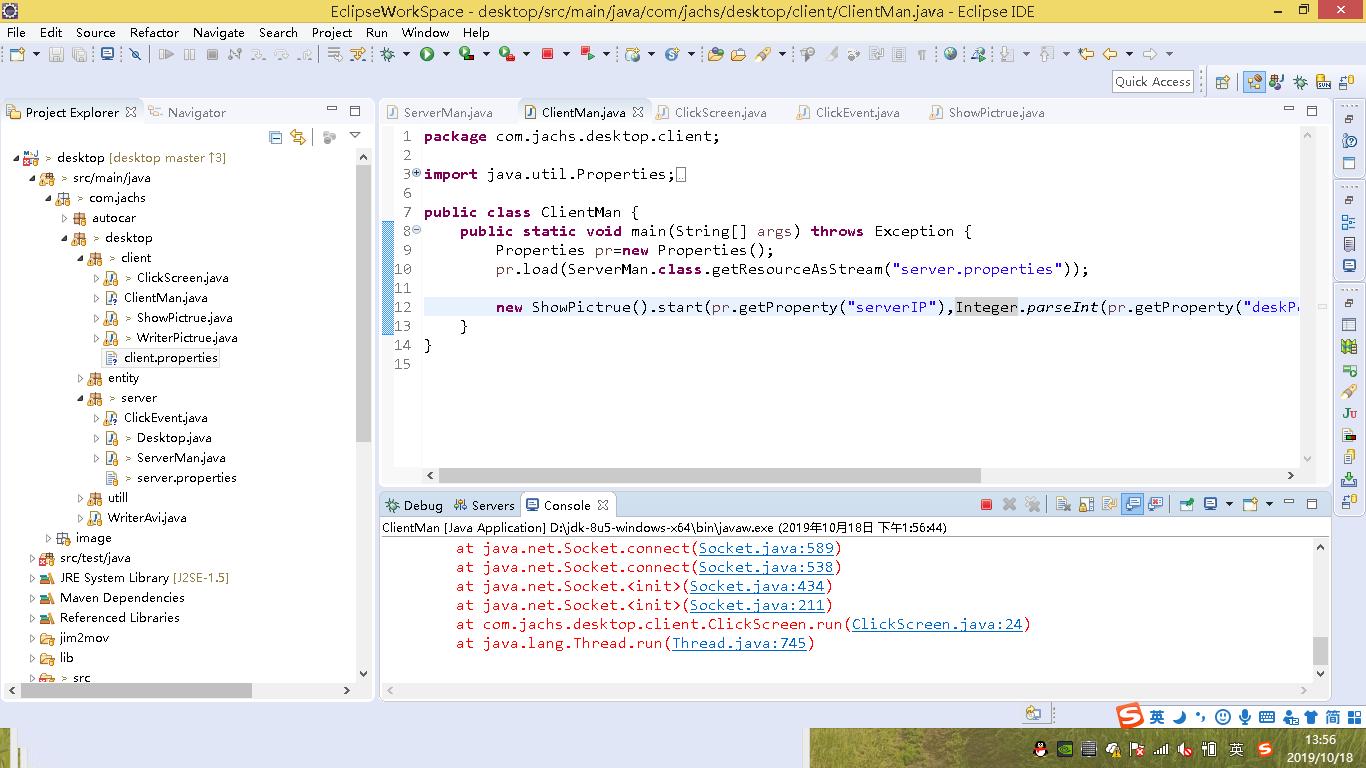 EclipseWorkSpace - desktop/src/main/java/com/jachs/desktop/client/ClientMan.java - Eclipse IDE
File Edit Source Refactor Navigate Search Project Run Window Help
Quick Access
Project Explorer
Navigator
desktop [desktop master ↑3]
src/main/java
com.jachs
autocar
desktop
client
ClickScreen.java
ClientMan.java
ShowPictrue.java
WriterPictrue.java
client.properties
entity
server
ClickEvent.java
Desktop.java
ServerMan.java
server.properties
utill
WriterAvi.java
image
src/test/java
JRE System Library [J2SE-1.5]
Maven Dependencies
Referenced Libraries
jim2mov
lib
src
ServerMan.java ClientMan.java ClickScreen.java ClickEvent.java ShowPictrue.java
1 package com.jachs.desktop.client;
2
3 import java.util.Properties;
6
7 public class ClientMan {
8 public static void main(String[] args) throws Exception {
9 Properties pr=new Properties();
10 pr.load(ServerMan.class.getResourceAsStream("server.properties"));
11
12 new ShowPictrue().start(pr.getProperty("serverIP"),Integer.parseInt(pr.getProperty("deskP
13 }
14 }
15
Debug Servers Console
ClientMan [Java Application] D:\jdk-8u5-windows-x64\bin\javaw.exe (2019年10月18日 下午1:56:44)
at java.net.Socket.connect(Socket.java:589)
at java.net.Socket.connect(Socket.java:538)
at java.net.Socket.<init>(Socket.java:434)
at java.net.Socket.<init>(Socket.java:211)
at com.jachs.desktop.client.ClickScreen.run(ClickScreen.java:24)
at java.lang.Thread.run(Thread.java:745)
英 简
英
13:56
2019/10/18